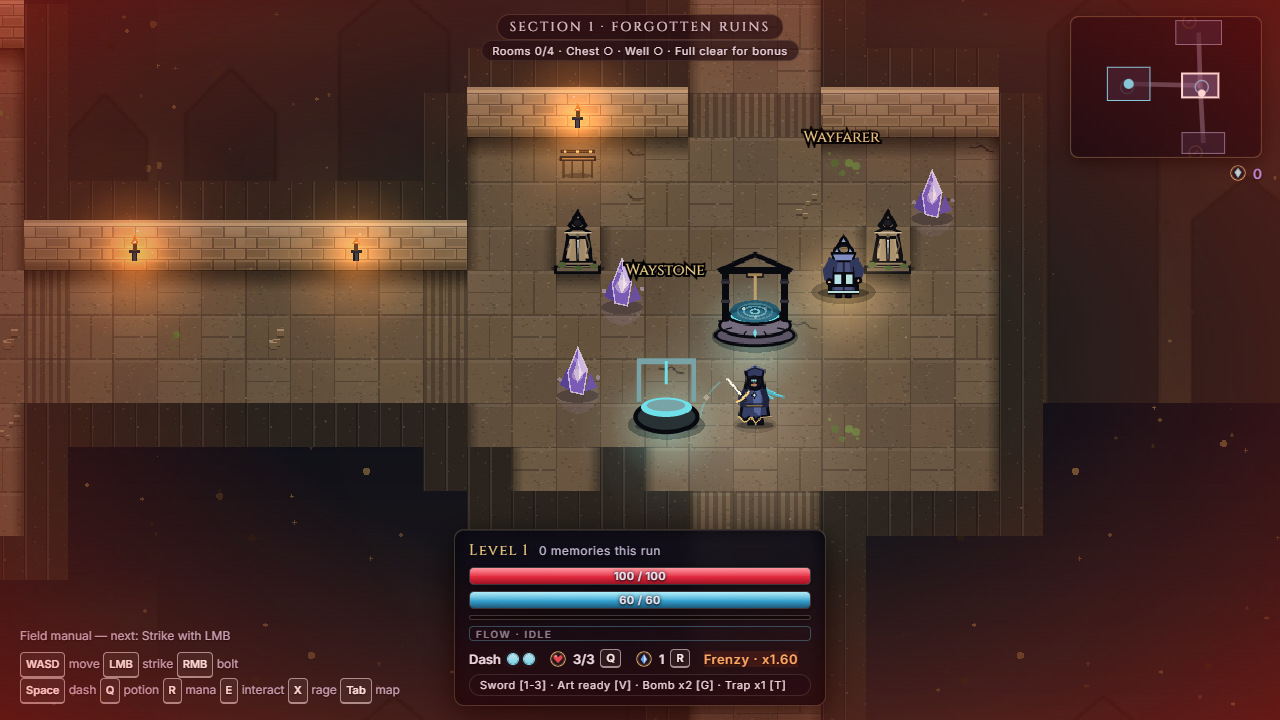 SECTION 1 · FORGOTTEN RUINS
Rooms 0/4 · Chest ○ · Well ○ · Full clear for bonus
0
WAYFARER
WAYSTONE
LEVEL 1 0 memories this run
100 / 100
60 / 60
FLOW · IDLE
Dash 3/3 Q 1 R Frenzy · x1.60
Sword [1-3] · Art ready [V] · Bomb x2 [G] · Trap x1 [T]
Field manual — next: Strike with LMB
WASD move LMB strike RMB bolt
Space dash Q potion R mana E interact X rage Tab map